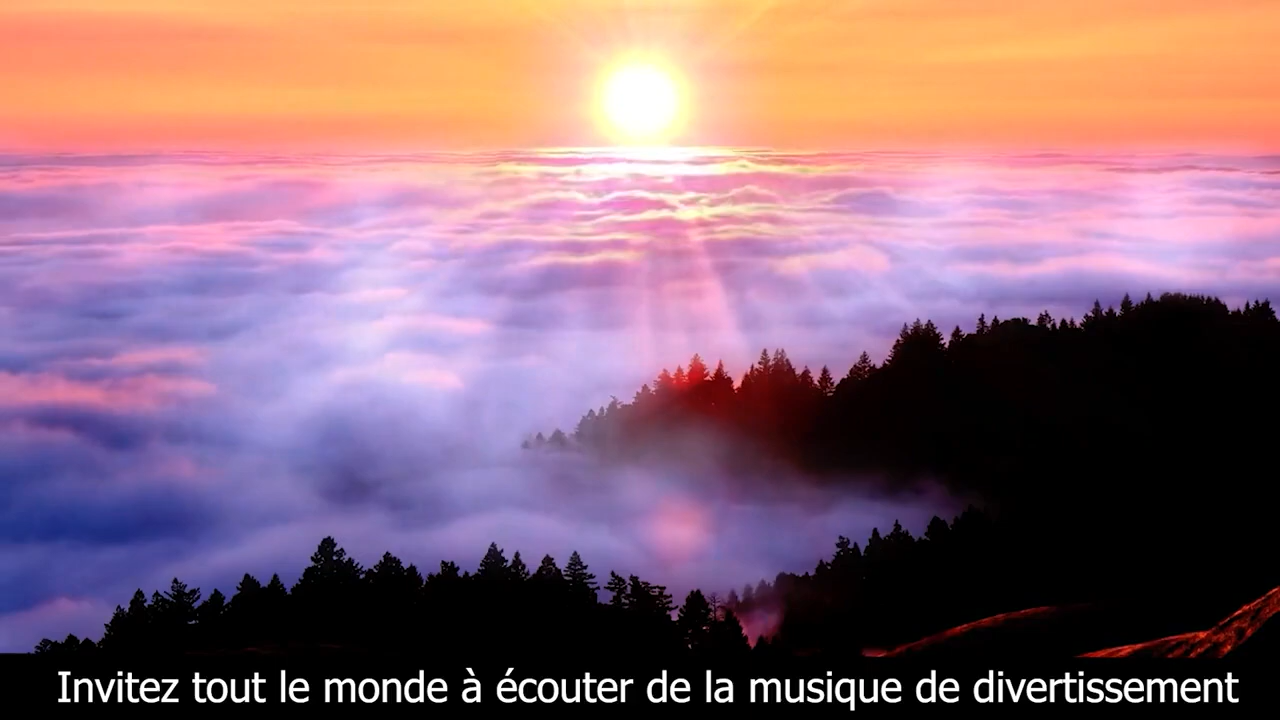 Invitez tout le monde à écouter de la musique de divertissement